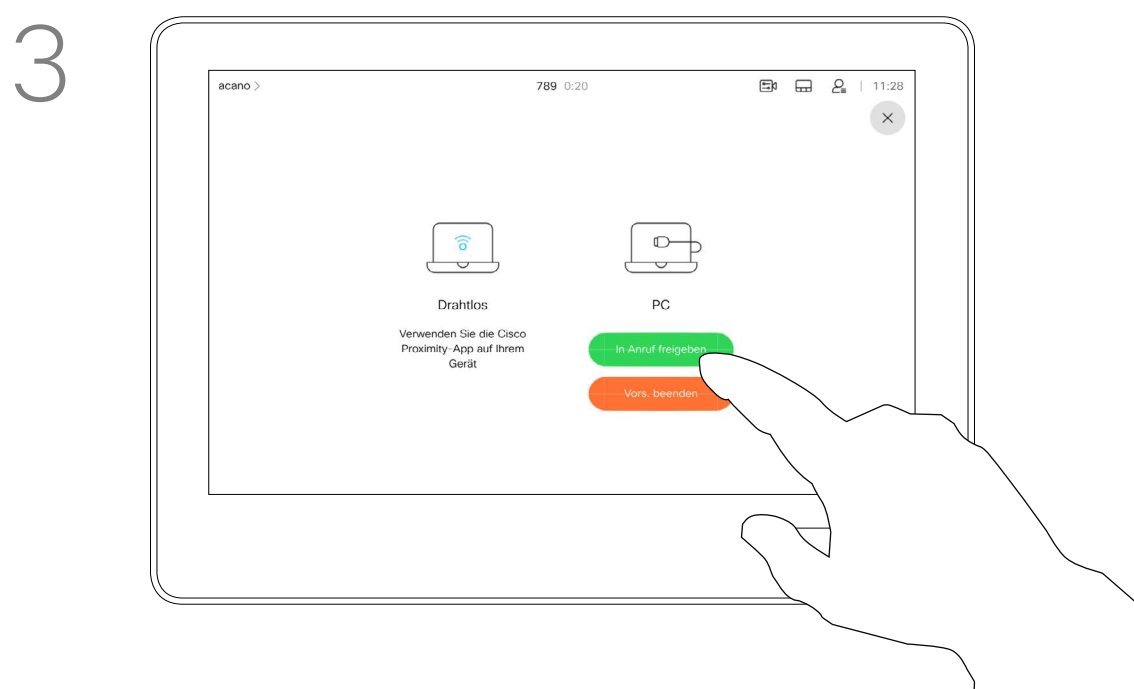 3
acano >
789 0:20
11:28
Drahtlos
Verwenden Sie die Cisco
Proximity-App auf Ihrem
Gerät
PC
In Anruf freigeben
Vors. beenden